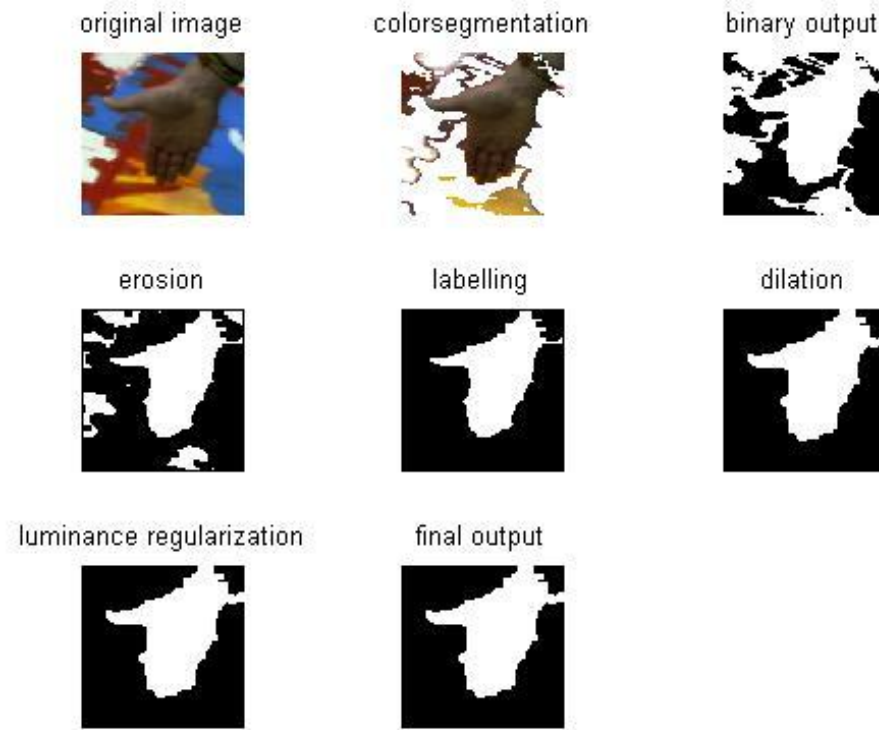 original image
colorsegmentation
binary output
erosion
labelling
dilation
luminance regularization
final output